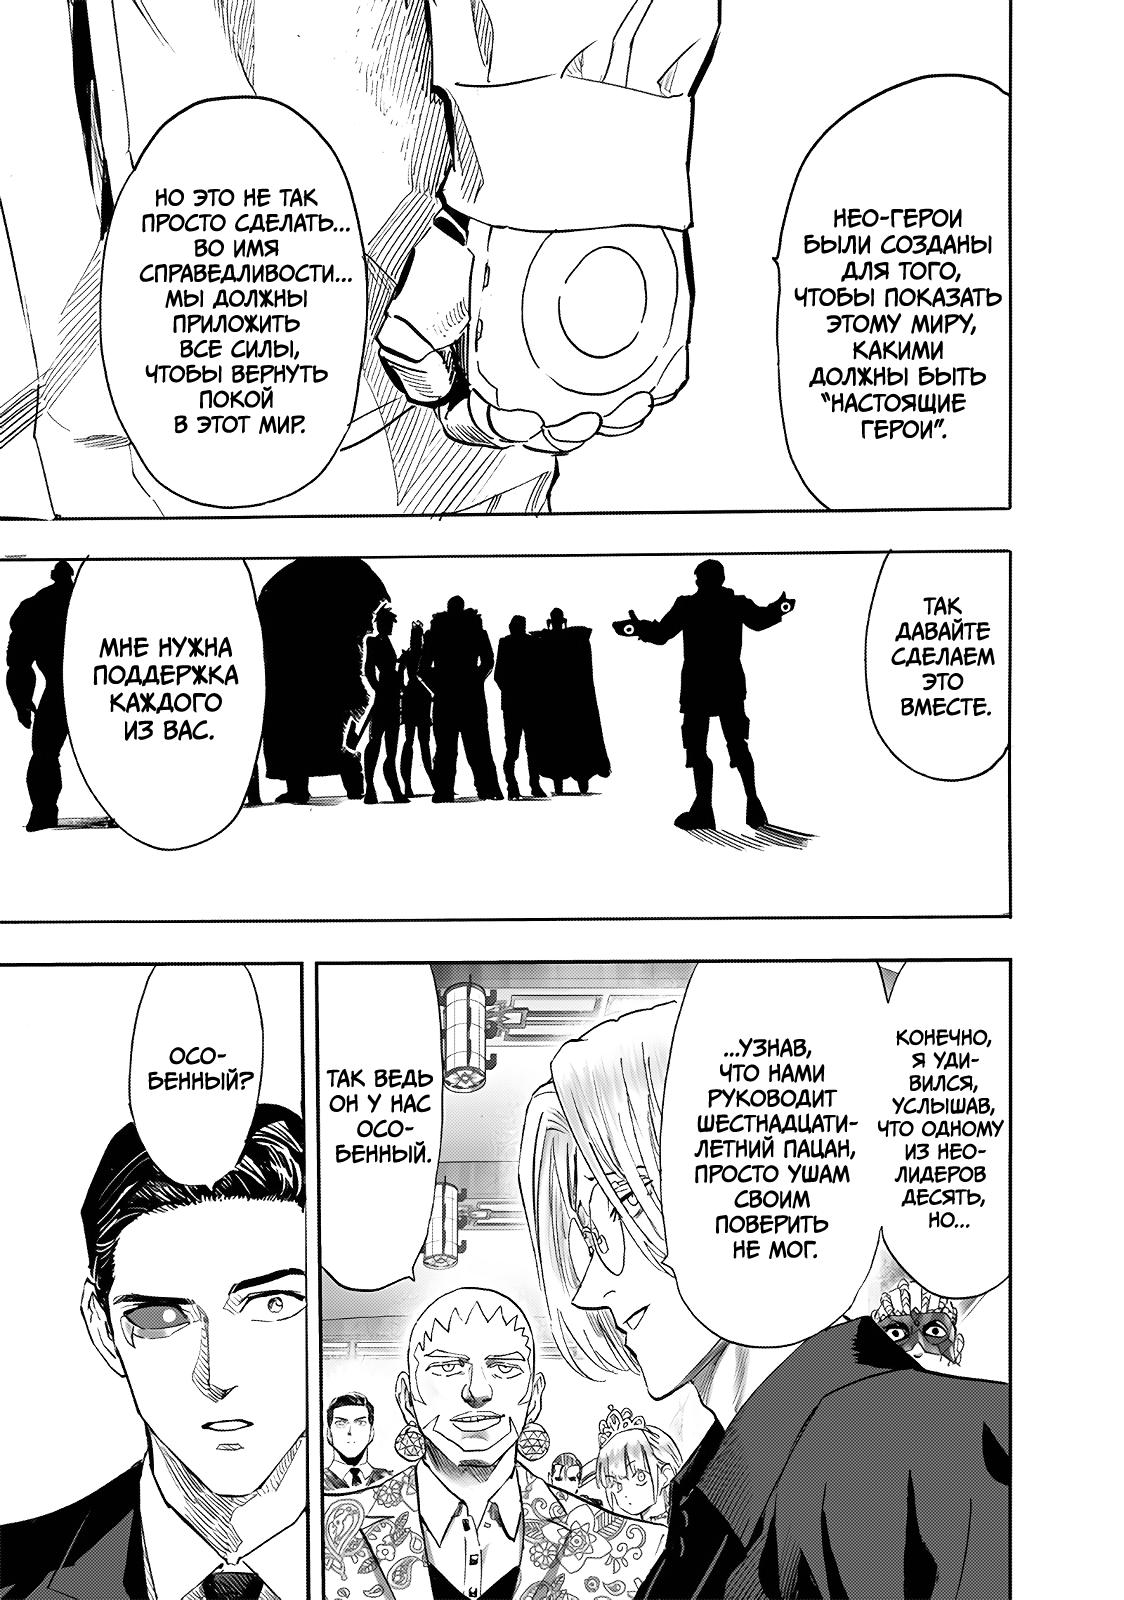 НЕО-ГЕРОИ
БЫЛИ СОЗДАНЫ
ДЛЯ ТОГО,
ЧТОБЫ ПОКАЗАТЬ
ЭТОМУ МИРУ,
КАКИМИ
ДОЛЖНЫ БЫТЬ
“НАСТОЯЩИЕ
ГЕРОИ”.
НО ЭТО НЕ ТАК
ПРОСТО СДЕЛАТЬ...
ВО ИМЯ
СПРАВЕДЛИВОСТИ...
МЫ ДОЛЖНЫ
ПРИЛОЖИТЬ
ВСЕ СИЛЫ,
ЧТОБЫ ВЕРНУТЬ
ПОКОЙ
В ЭТОТ МИР.
ТАК
ДАВАЙТЕ
СДЕЛАЕМ
ЭТО
ВМЕСТЕ.
МНЕ НУЖНА
ПОДДЕРЖКА
КАЖДОГО
ИЗ ВАС.
КОНЕЧНО,
Я УДИ-
ВИЛСЯ,
УСЛЫШАВ,
ЧТО ОДНОМУ
ИЗ НЕО-
ЛИДЕРОВ
ДЕСЯТЬ,
НО...
...УЗНАВ,
ЧТО НАМИ
РУКОВОДИТ
ШЕСТНАДЦАТИ-
ЛЕТНИЙ ПАЦАН,
ПРОСТО УШАМ
СВОИМ
ПОВЕРИТЬ
НЕ МОГ.
ТАК ВЕДЬ
ОН У НАС
ОСО-
БЕННЫЙ.
ОСО-
БЕННЫЙ?